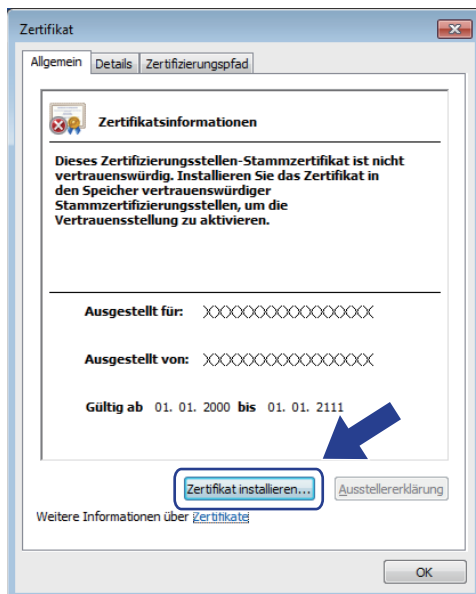 Zertifikat
Allgemein Details Zertifizierungspfad
Zertifikatsinformationen
Dieses Zertifizierungsstellen-Stammzertifikat ist nicht
vertrauenswürdig. Installieren Sie das Zertifikat in
den Speicher vertrauenswürdiger
Stammzertifizierungsstellen, um die
Vertrauensstellung zu aktivieren.
Ausgestellt für: XXXXXXXXXXXXXXXX
Ausgestellt von: XXXXXXXXXXXXXXXX
Gültig ab 01. 01. 2000 bis 01. 01. 2111
Zertifikat installieren... Ausstellererklärung
Weitere Informationen über Zertifikate
OK